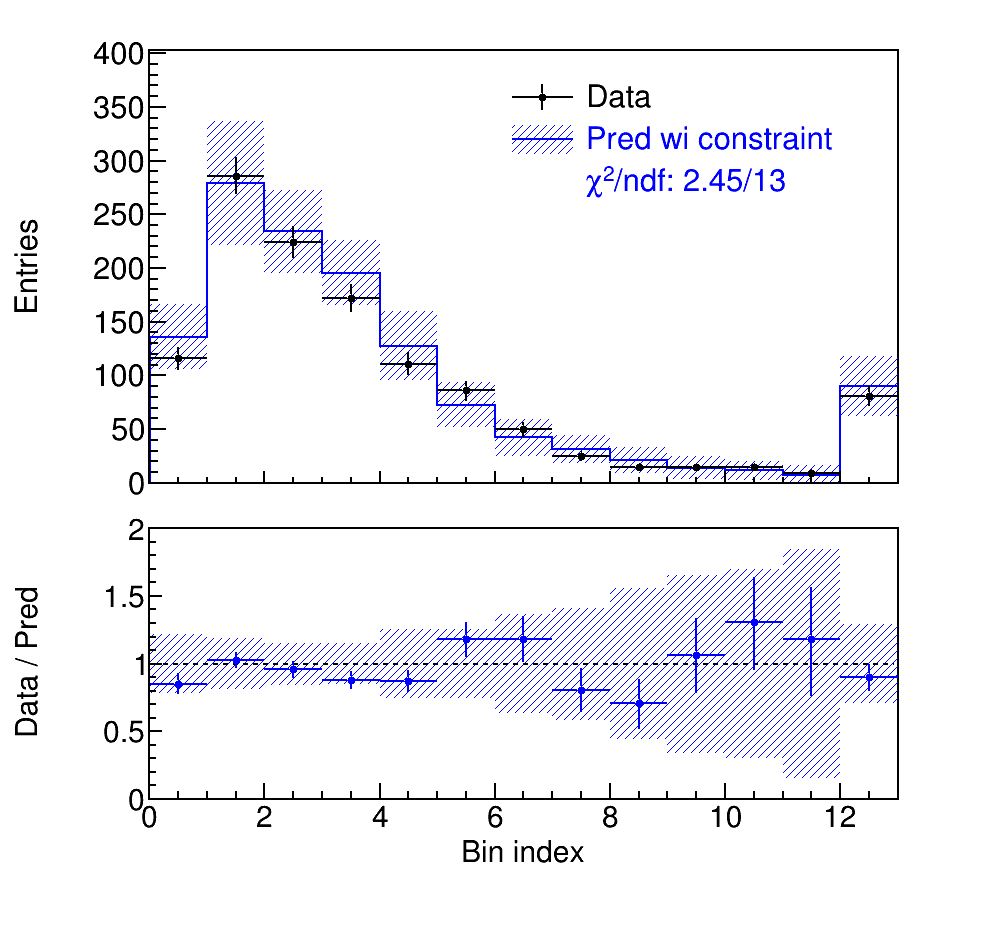 400
350
300
250
200
150
100
50
0
Entries
Data
Pred wi constraint
χ²/ndf: 2.45/13
2
1.5
1
0.5
0
Data / Pred
0 2 4 6 8 10 12
Bin index